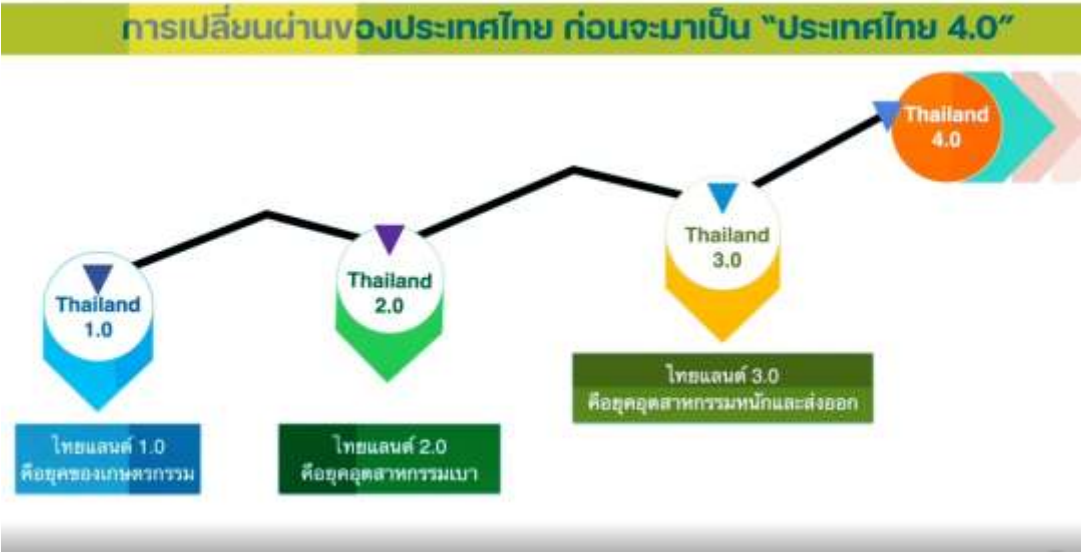 การเปลี่ยนผ่านของประเทศไทย ก่อนจะมาเป็น “ประเทศไทย 4.0”
Thailand
4.0
Thailand
3.0
Thailand
2.0
Thailand
1.0
ไทยแลนด์ 3.0
คือยุคอุตสาหกรรมหนักและส่งออก
ไทยแลนด์ 1.0
คือยุคของเกษตรกรรม
ไทยแลนด์ 2.0
คือยุคอุตสาหกรรมเบา